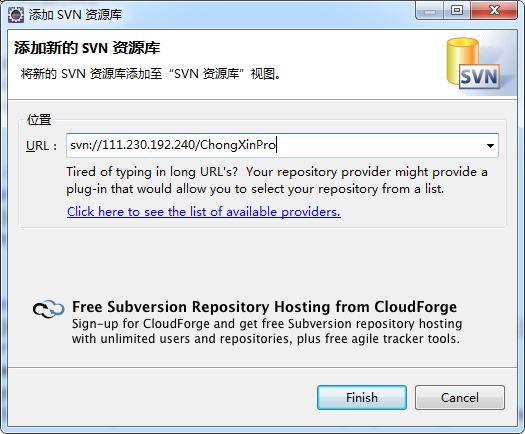 添加 SVN 资源库
添加新的 SVN 资源库
将新的 SVN 资源库添加至“SVN 资源库”视图。
SVN
位置
URL： svn://111.230.192.240/ChongXinPro
Tired of typing in long URL's? Your repository provider might provide a
plug-in that would allow you to select your repository from a list.
Click here to see the list of available providers.
Free Subversion Repository Hosting from CloudForge
Sign-up for CloudForge and get free Subversion repository hosting
with unlimited users and repositories, plus free agile tracker tools.
Finish Cancel